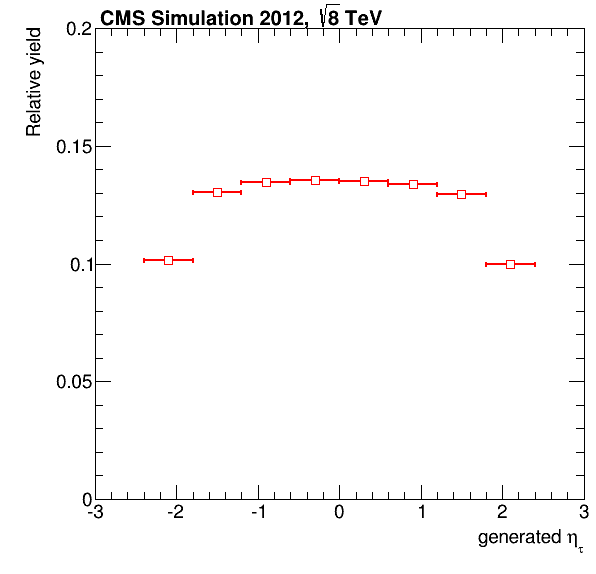 CMS Simulation 2012, √8 TeV
Relative yield
0.2
0.15
0.1
0.05
0
-3 -2 -1 0 1 2 3
generated ητ